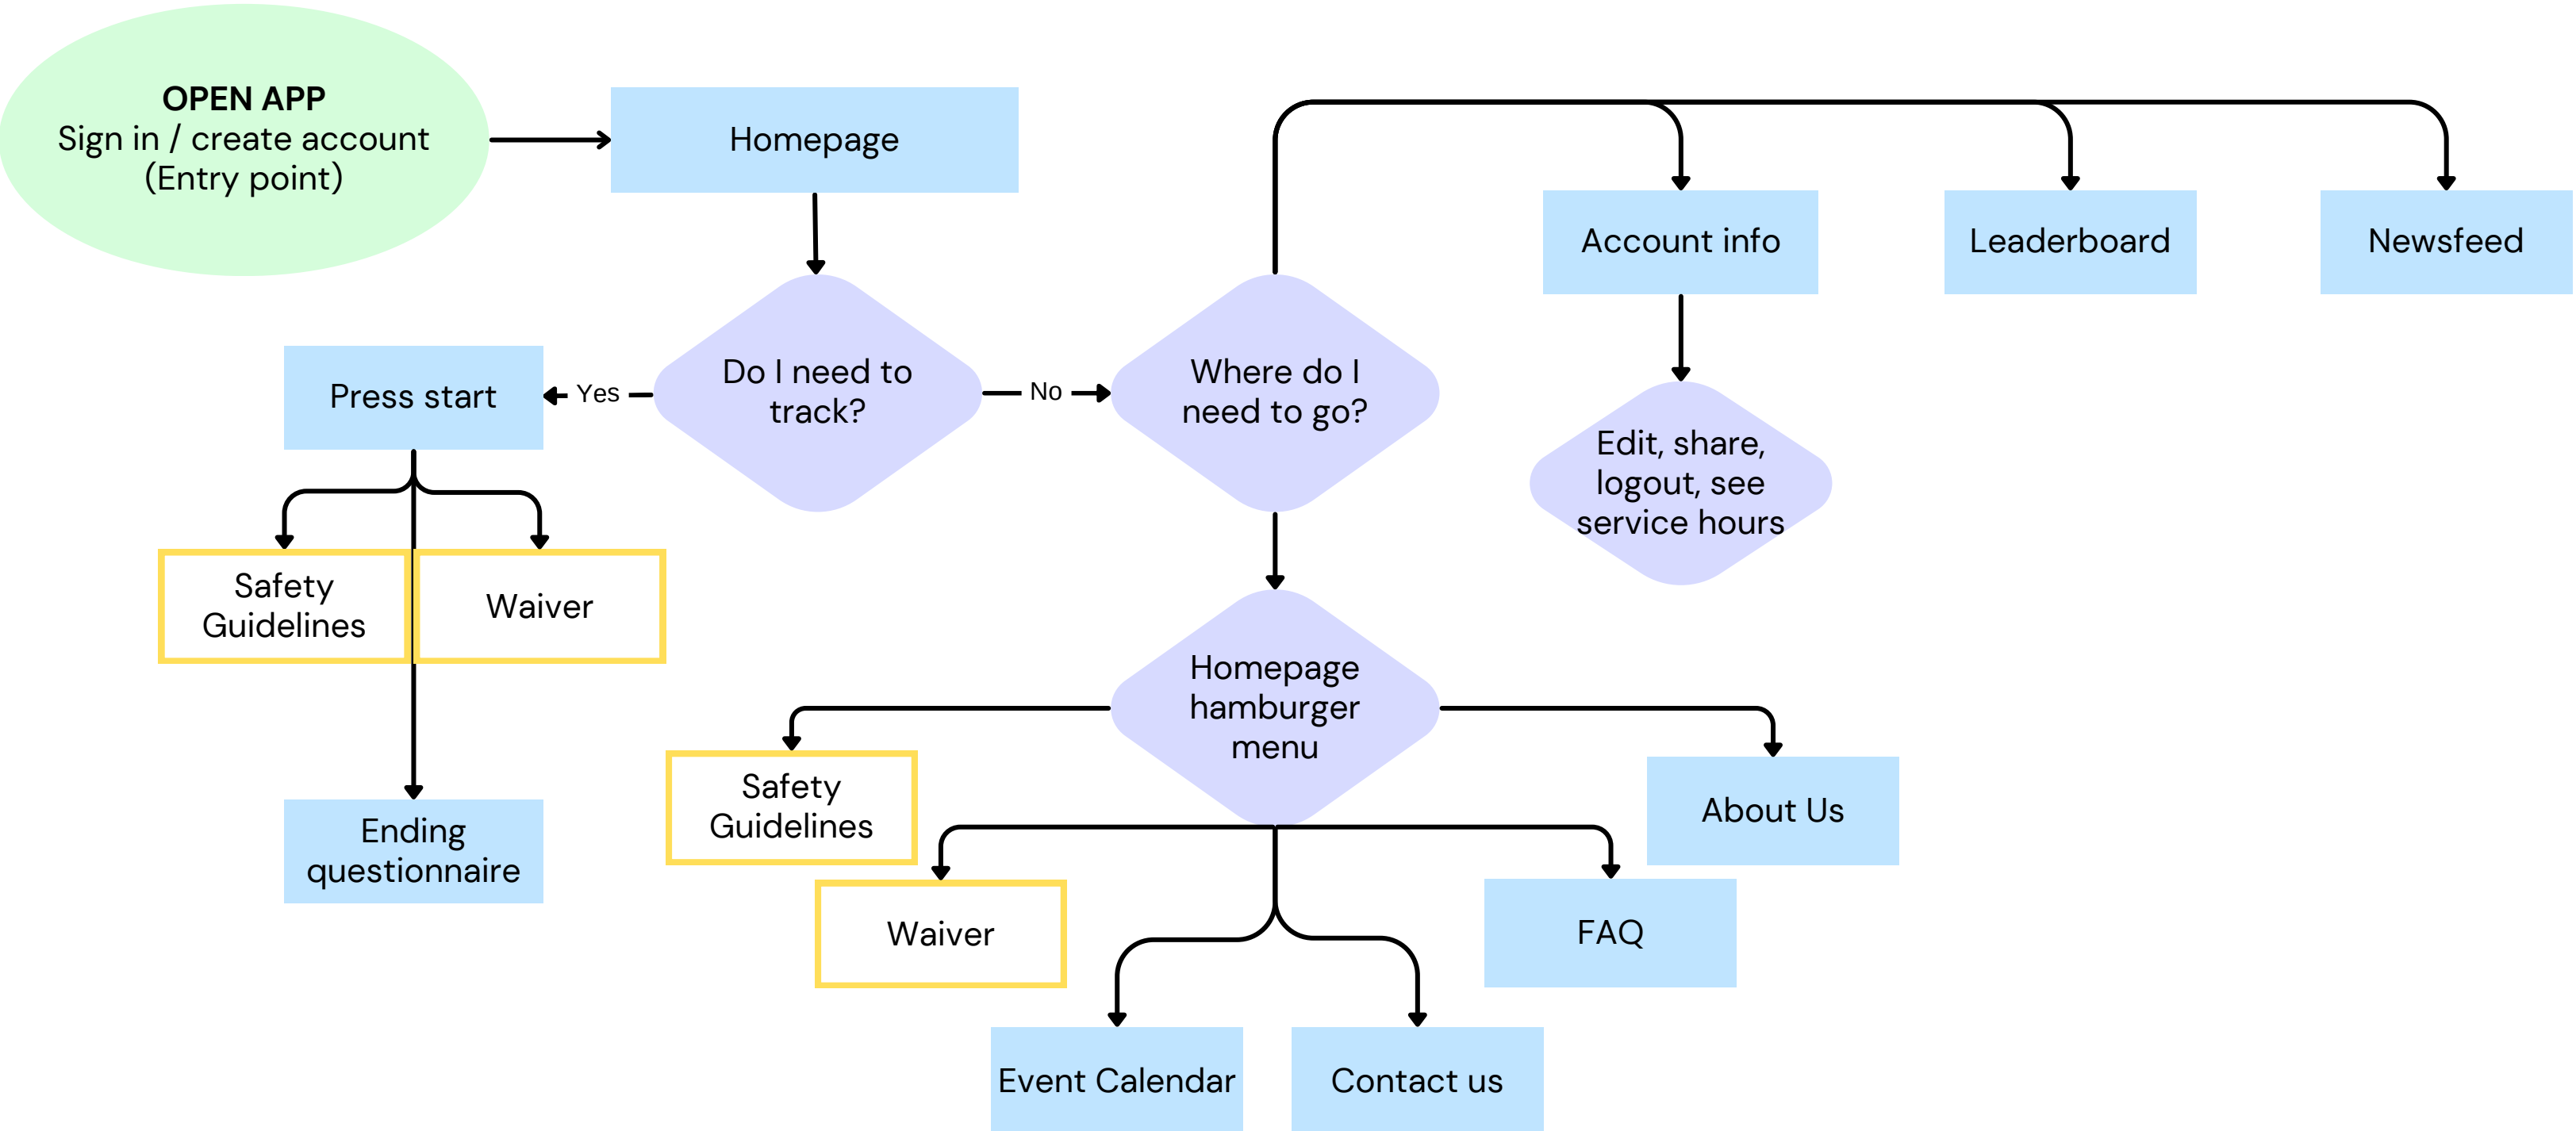 OPEN APP
Sign in / create account
(Entry point)
Homepage
Account info
Leaderboard
Newsfeed
Press start
Yes
Do I need to
track?
No
Where do I
need to go?
Edit, share,
logout, see
service hours
Safety
Guidelines
Waiver
Homepage
hamburger
menu
Safety
Guidelines
About Us
Ending
questionnaire
Waiver
FAQ
Event Calendar
Contact us